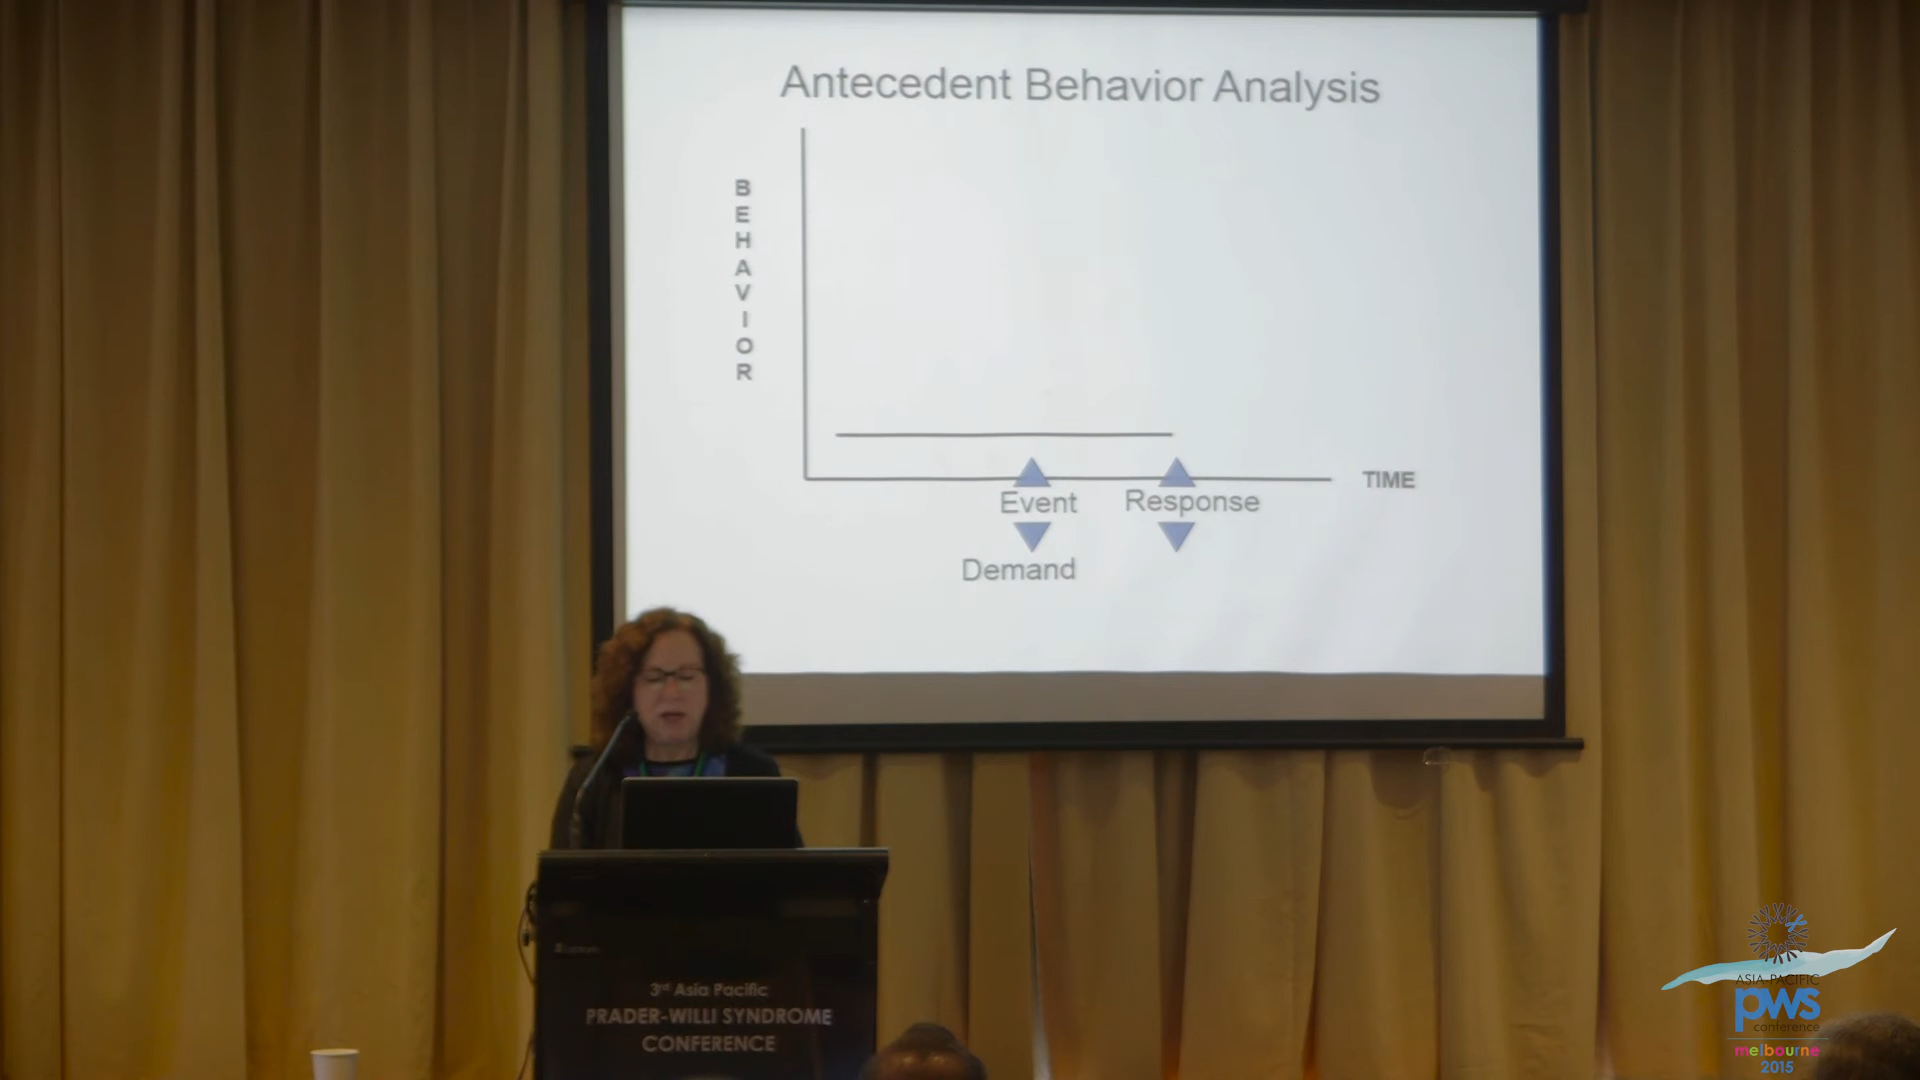 Antecedent Behavior Analysis
B
E
H
A
V
I
O
R
TIME
Event
Response
Demand
3rd Asia Pacific
PRADER-WILLI SYNDROME
CONFERENCE
ASIA-PACIFIC
pws
conference
melbourne
2015